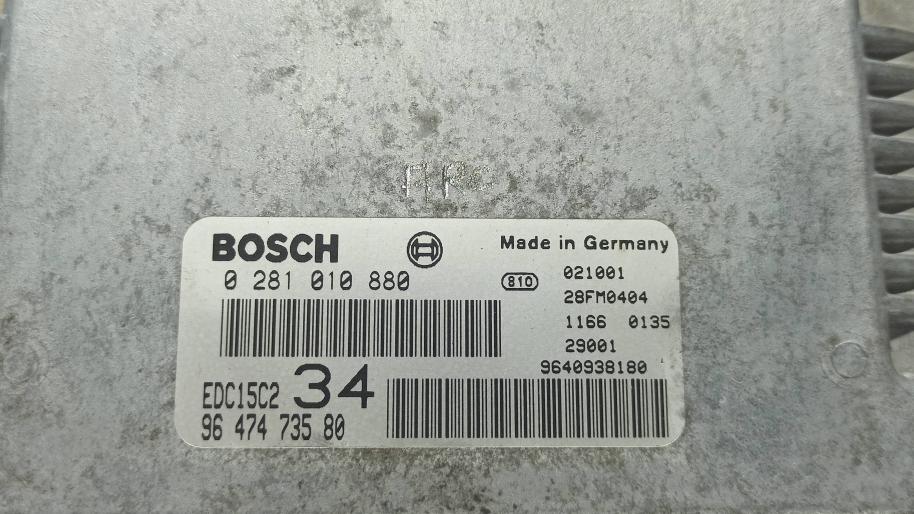 BOSCH
0 281 010 880
EDC15C2 34
96 474 735 80
Made in Germany
810
021001
28FM0404
1166 0135
29001
9640938180